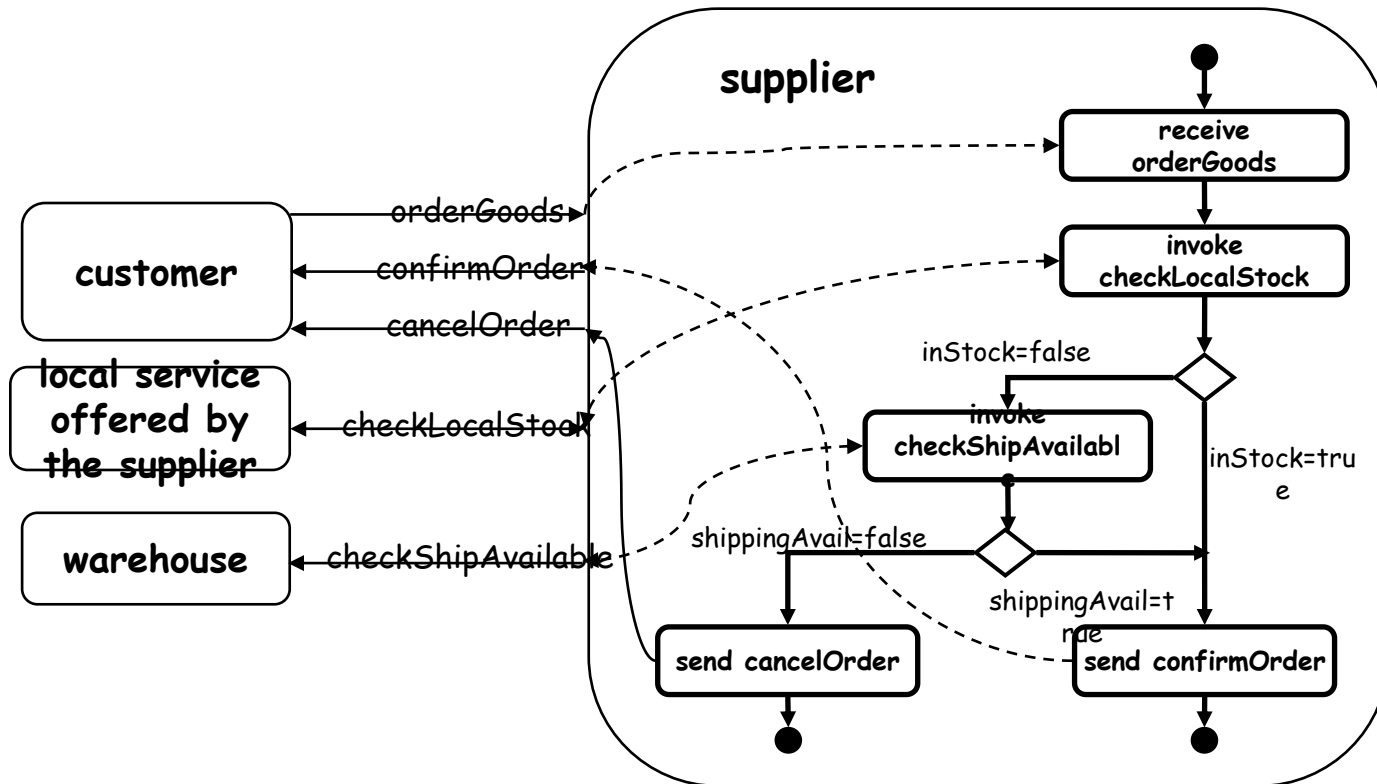 supplier
receive
orderGoods
orderGoods
customer
confirmOrder
cancelOrder
invoke
checkLocalStock
inStock=false
local service
offered by
the supplier
checkLocalStock
invoke
checkShipAvailabl
e
inStock=tru
e
warehouse
checkShipAvailable
shippingAvail=false
shippingAvail=t
rue
send cancelOrder
send confirmOrder